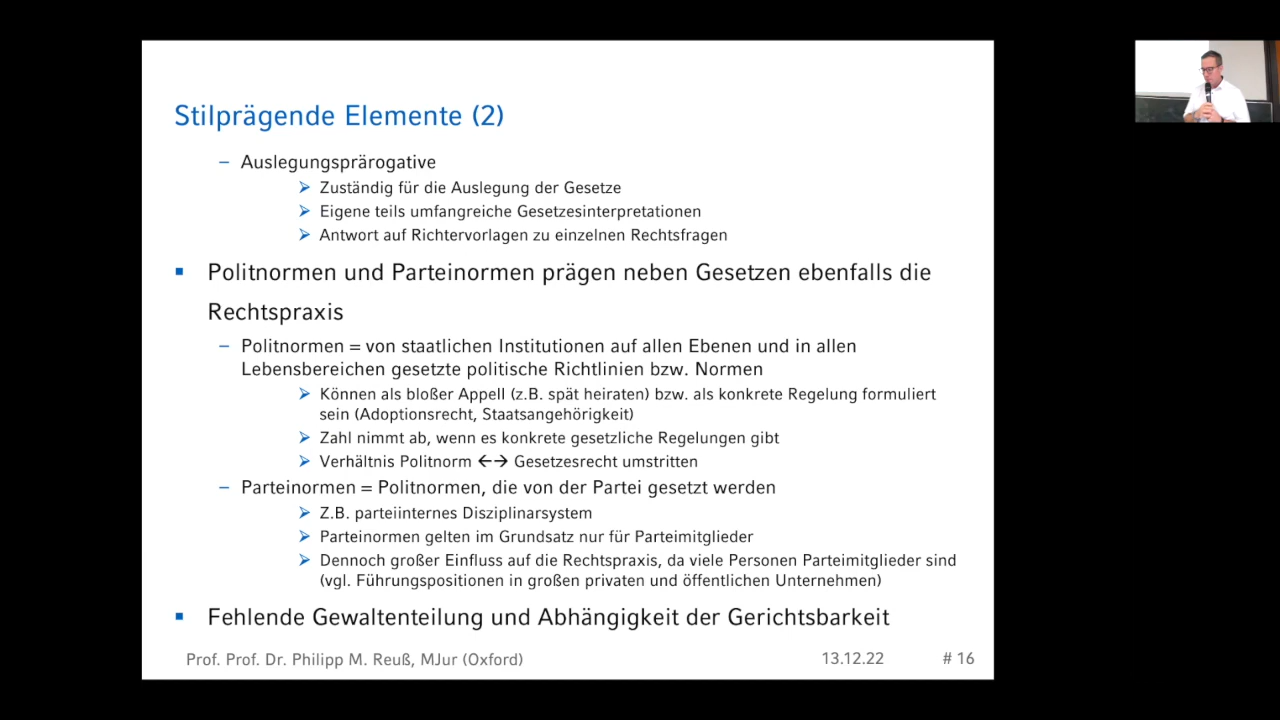 Stilprägende Elemente (2)
– Auslegungsprärogative
➢ Zuständig für die Auslegung der Gesetze
➢ Eigene teils umfangreiche Gesetzesinterpretationen
➢ Antwort auf Richtervorlagen zu einzelnen Rechtsfragen
▪ Politnormen und Parteinormen prägen neben Gesetzen ebenfalls die
Rechtspraxis
– Politnormen = von staatlichen Institutionen auf allen Ebenen und in allen
Lebensbereichen gesetzte politische Richtlinien bzw. Normen
➢ Können als bloßer Appell (z.B. spät heiraten) bzw. als konkrete Regelung formuliert
sein (Adoptionsrecht, Staatsangehörigkeit)
➢ Zahl nimmt ab, wenn es konkrete gesetzliche Regelungen gibt
➢ Verhältnis Politnorm ←→ Gesetzesrecht umstritten
– Parteinormen = Politnormen, die von der Partei gesetzt werden
➢ Z.B. parteiinternes Disziplinarsystem
➢ Parteinormen gelten im Grundsatz nur für Parteimitglieder
➢ Dennoch großer Einfluss auf die Rechtspraxis, da viele Personen Parteimitglieder sind
(vgl. Führungspositionen in großen privaten und öffentlichen Unternehmen)
▪ Fehlende Gewaltenteilung und Abhängigkeit der Gerichtsbarkeit
Prof. Prof. Dr. Philipp M. Reuß, MJur (Oxford) 13.12.22 # 16